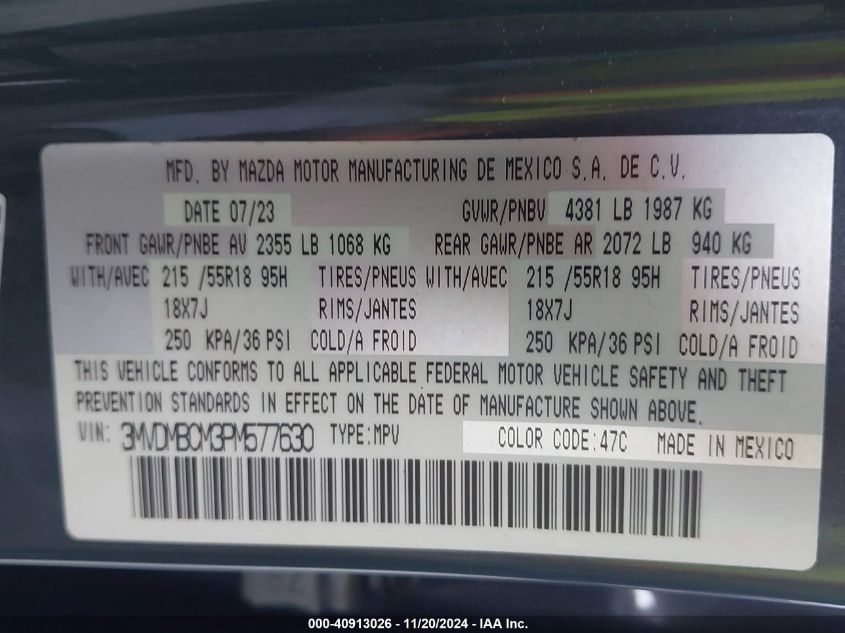 MFD. BY MAZDA MOTOR MANUFACTURING DE MEXICO S.A. DE C.V.
DATE 07/23 GVWR/PNBV 4381 LB 1987 KG
FRONT GAWR/PNBE AV 2355 LB 1068 KG REAR GAWR/PNBE AR 2072 LB 940 KG
WITH/AVEC 215 /55R18 95H TIRES/PNEUS WITH/AVEC 215 /55R18 95H TIRES/PNEUS
18X7J RIMS/JANTES 18X7J RIMS/JANTES
250 KPA/36 PSI COLD/A FROID 250 KPA/36 PSI COLD/A FROID
THIS VEHICLE CONFORMS TO ALL APPLICABLE FEDERAL MOTOR VEHICLE SAFETY AND THEFT
PREVENTION STANDARDS IN EFFECT ON THE DATE OF MANUFACTURE SHOWN ABOVE.
VIN: 3MVDMBCM3PM577630 TYPE:MPV COLOR CODE:47C MADE IN MEXICO
000-40913026 - 11/20/2024 - IAA Inc.